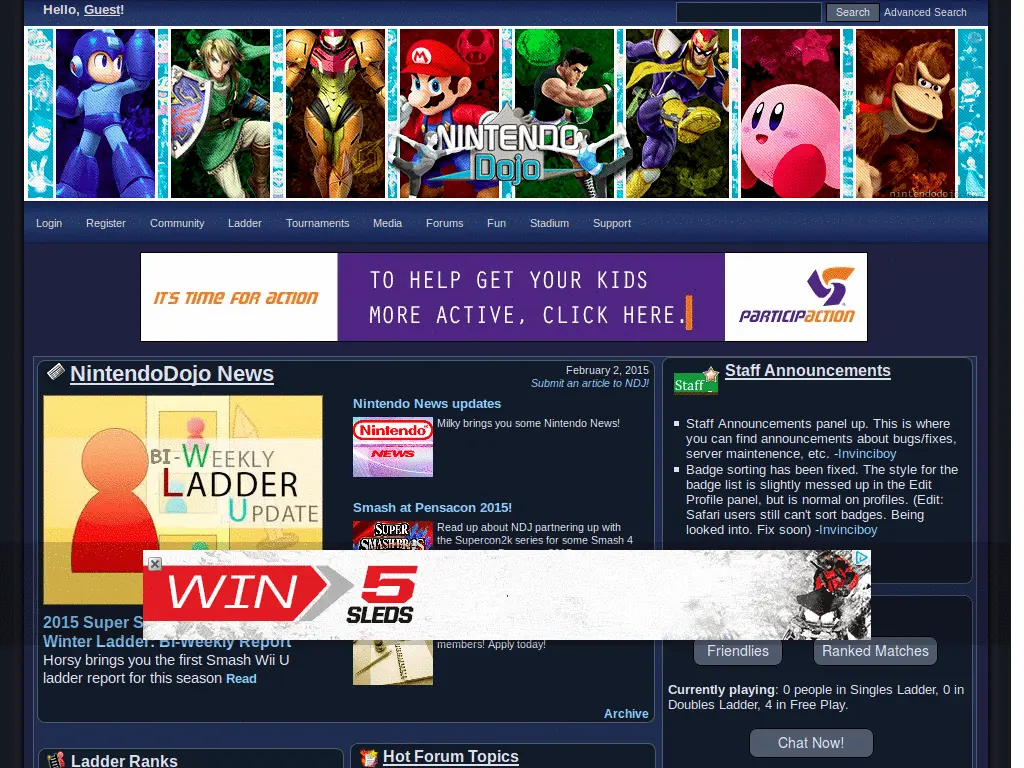 Hello, Guest!
Search
Advanced Search
NINTENDO
Dojo
nintendodojo.com
Login
Register
Community
Ladder
Tournaments
Media
Forums
Fun
Stadium
Support
IT'S TIME FOR ACTION
TO HELP GET YOUR KIDS
MORE ACTIVE, CLICK HERE.
PARTICIPACTION
NintendoDojo News
February 2, 2015
Submit an article to NDJ!
BI-WEEKLY
LADDER
UPDATE
2015 Super S
Winter Ladder: Bi-Weekly Report
Horsy brings you the first Smash Wii U
ladder report for this season Read
Nintendo News updates
Nintendo
NEWS
Milky brings you some Nintendo News!
Smash at Pensacon 2015!
SUPER
SMASH BROS
Read up about NDJ partnering up with
the Supercon2k series for some Smash 4
members! Apply today!
Archive
Staff
Staff Announcements
Staff Announcements panel up. This is where
you can find announcements about bugs/fixes,
server maintenence, etc. -Invinciboy
Badge sorting has been fixed. The style for the
badge list is slightly messed up in the Edit
Profile panel, but is normal on profiles. (Edit:
Safari users still can't sort badges. Being
looked into. Fix soon) -Invinciboy
WIN 5
SLEDS
Friendlies
Ranked Matches
Currently playing: 0 people in Singles Ladder, 0 in
Doubles Ladder, 4 in Free Play.
Chat Now!
Ladder Ranks
Hot Forum Topics